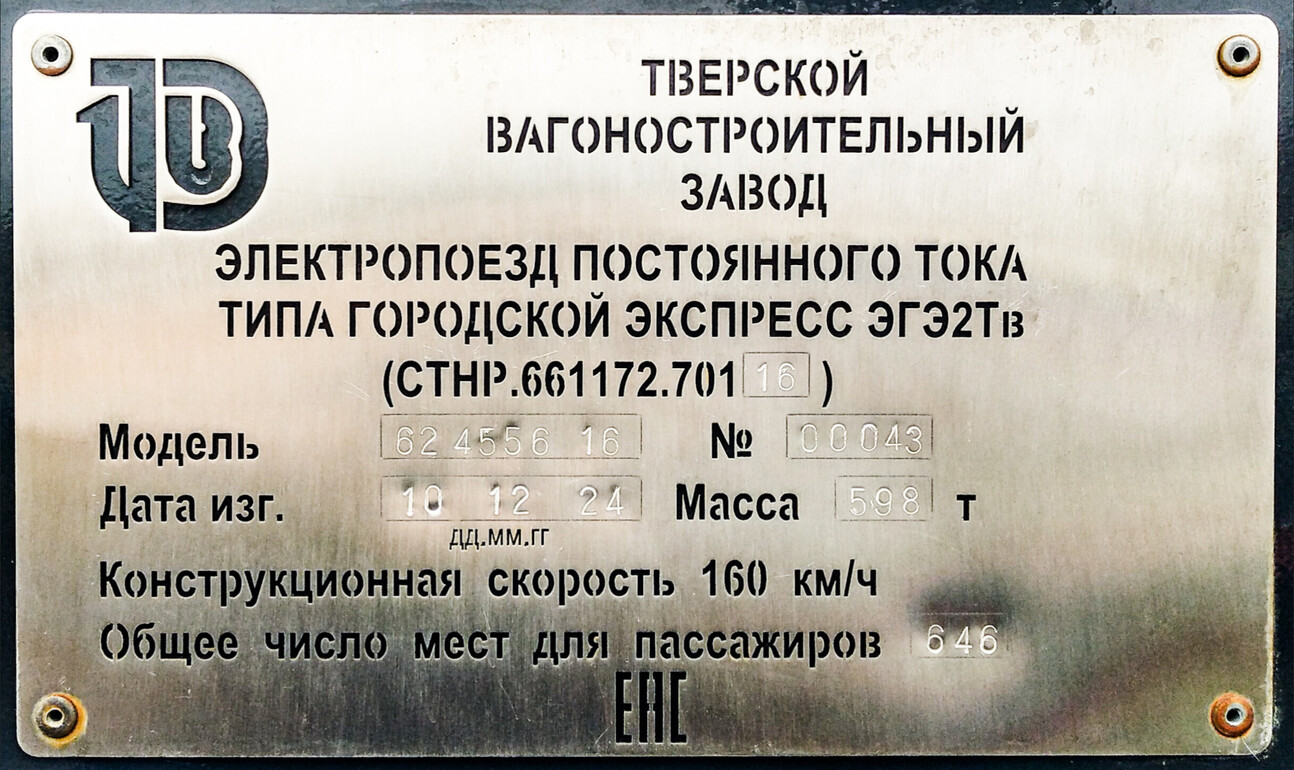 ТВЕРСКОЙ
ВАГОНОСТРОИТЕЛЬНЫЙ
ЗАВОД
ЭЛЕКТРОПОЕЗД ПОСТОЯННОГО ТОКА
ТИПА ГОРОДСКОЙ ЭКСПРЕСС ЭГЭ2Тв
(СТНР.661172.701 16 )
Модель 62 4556 16 № 00043
Дата изг. 10 12 24 Масса 598 т
ДД.ММ.ГГ
Конструкционная скорость 160 км/ч
Общее число мест для пассажиров 646
ЕАС